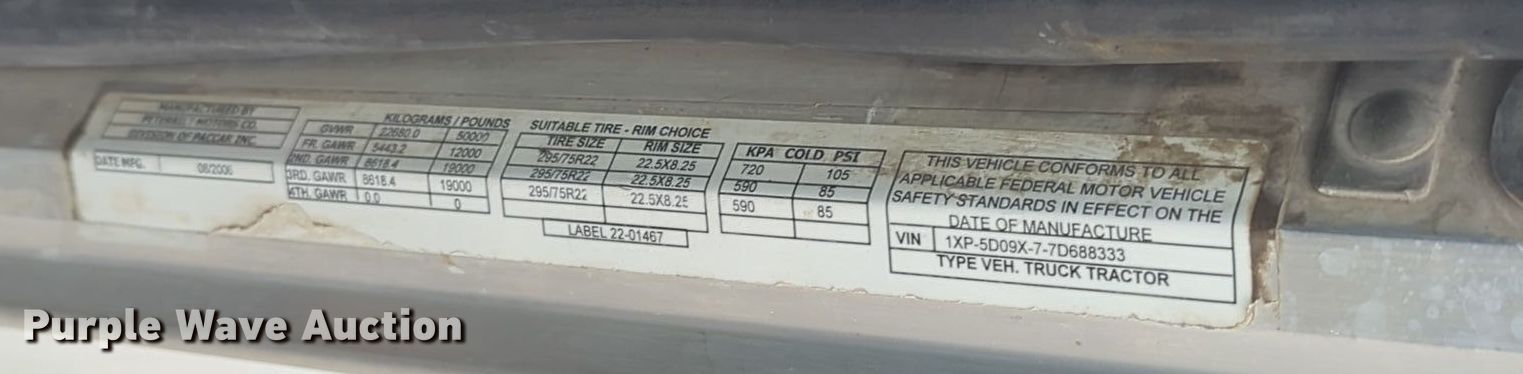 MANUFACTURED BY
PETERBILT MOTORS CO.
DIVISION OF PACCAR INC.
DATE MFG. 08/2006
KILOGRAMS / POUNDS
GVWR 22680.0 50000
FR. GAWR 5443.2 12000
2ND. GAWR 8618.4 19000
3RD. GAWR 8618.4 19000
4TH. GAWR 0.0 0
SUITABLE TIRE - RIM CHOICE
TIRE SIZE RIM SIZE
295/75R22 22.5X8.25
295/75R22 22.5X8.25
295/75R22 22.5X8.25
LABEL 22-01467
KPA COLD PSI
720 105
590 85
590 85
THIS VEHICLE CONFORMS TO ALL
APPLICABLE FEDERAL MOTOR VEHICLE
SAFETY STANDARDS IN EFFECT ON THE
DATE OF MANUFACTURE
VIN 1XP-5D09X-7-7D688333
TYPE VEH. TRUCK TRACTOR
Purple Wave Auction